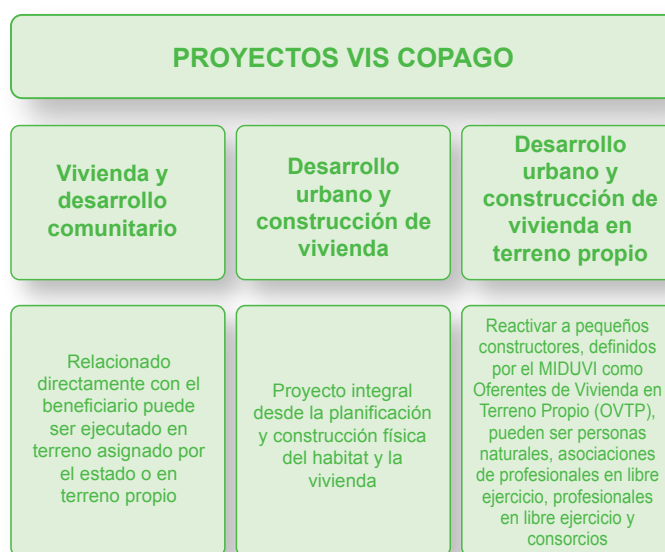 PROYECTOS VIS COPAGO
Vivienda y
desarrollo
comunitario
Desarrollo
urbano y
construcción de
vivienda
Desarrollo
urbano y
construcción de
vivienda en
terreno propio
Relacionado
directamente con el
beneficiario puede
ser ejecutado en
terreno asignado por
el estado o en
terreno propio
Proyecto integral
desde la planificación
y construcción física
del habitat y la
vivienda
Reactivar a pequeños
constructores, definidos
por el MIDUVI como
Oferentes de Vivienda en
Terreno Propio (OVTP),
pueden ser personas
naturales, asociaciones
de profesionales en libre
ejercicio, profesionales
en libre ejercicio y
consorcios